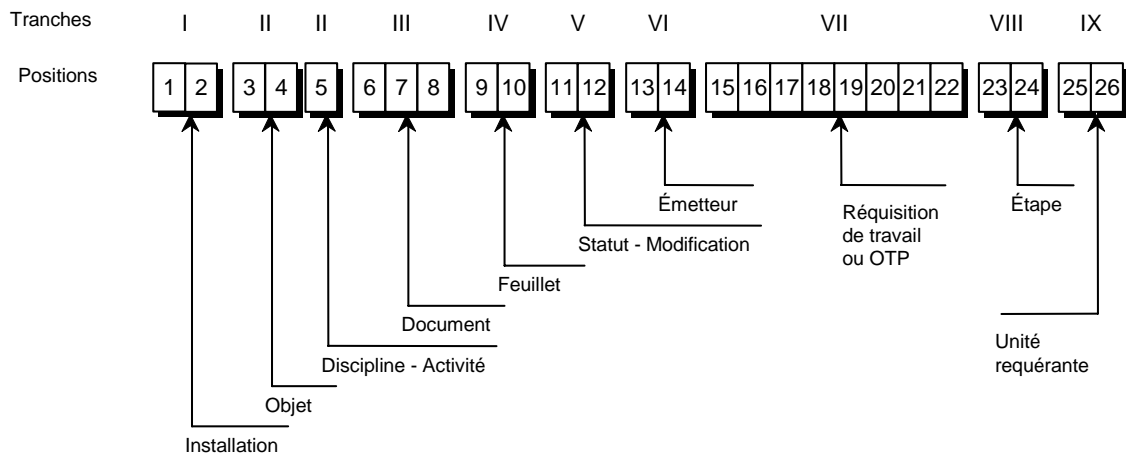 Tranches I II II III IV V VI VII VIII IX
Positions 1 2 3 4 5 6 7 8 9 10 11 12 13 14 15 16 17 18 19 20 21 22 23 24 25 26
Émetteur
Réquisition
de travail
ou OTP
Étape
Statut - Modification
Feuillet
Document
Unité
requérante
Discipline - Activité
Objet
Installation